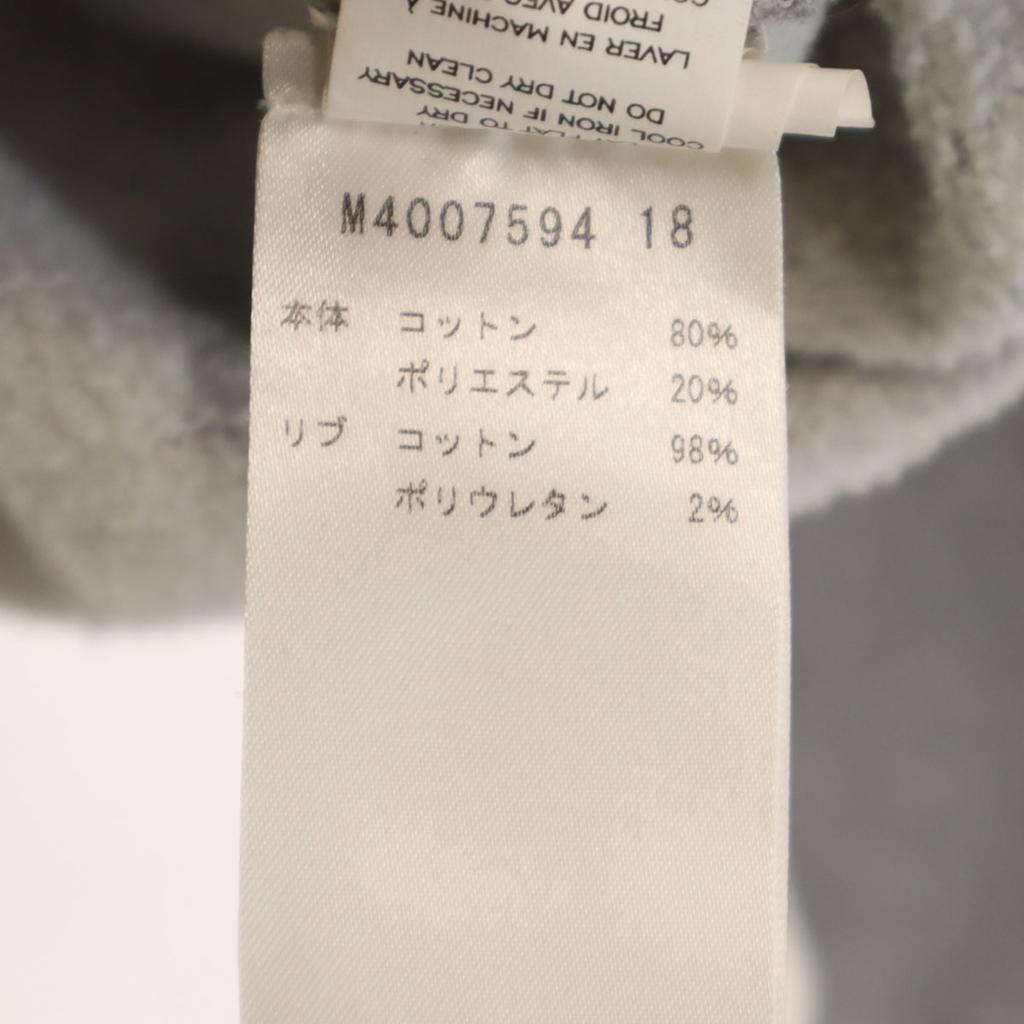 COOL IRON IF NECESSARY
DO NOT DRY CLEAN
LAVER EN MACHINE À
FROID AVEC
M4007594 18
本体 コットン 80%
ポリエステル 20%
リブ コットン 98%
ポリウレタン 2%